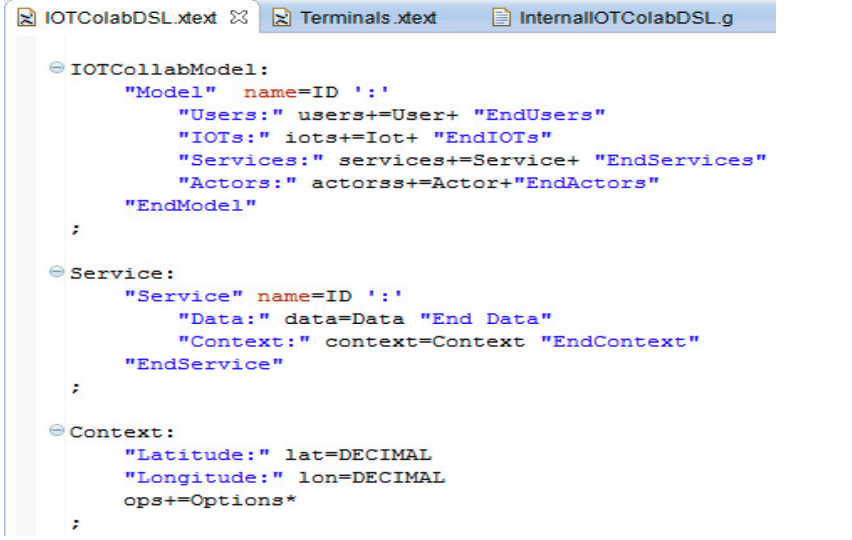 IOTColabDSL.xtext Terminals.xtext InternalIOTColabDSL.g
IOTCollabModel:
"Model" name=ID ':'
"Users:" users+=User+ "EndUsers"
"IOTs:" iots+=Iot+ "EndIOTs"
"Services:" services+=Service+ "EndServices"
"Actors:" actorss+=Actor+"EndActors"
"EndModel"
;
Service:
"Service" name=ID ':'
"Data:" data=Data "End Data"
"Context:" context=Context "EndContext"
"EndService"
;
Context:
"Latitude:" lat=DECIMAL
"Longitude:" lon=DECIMAL
ops+=Options*
;